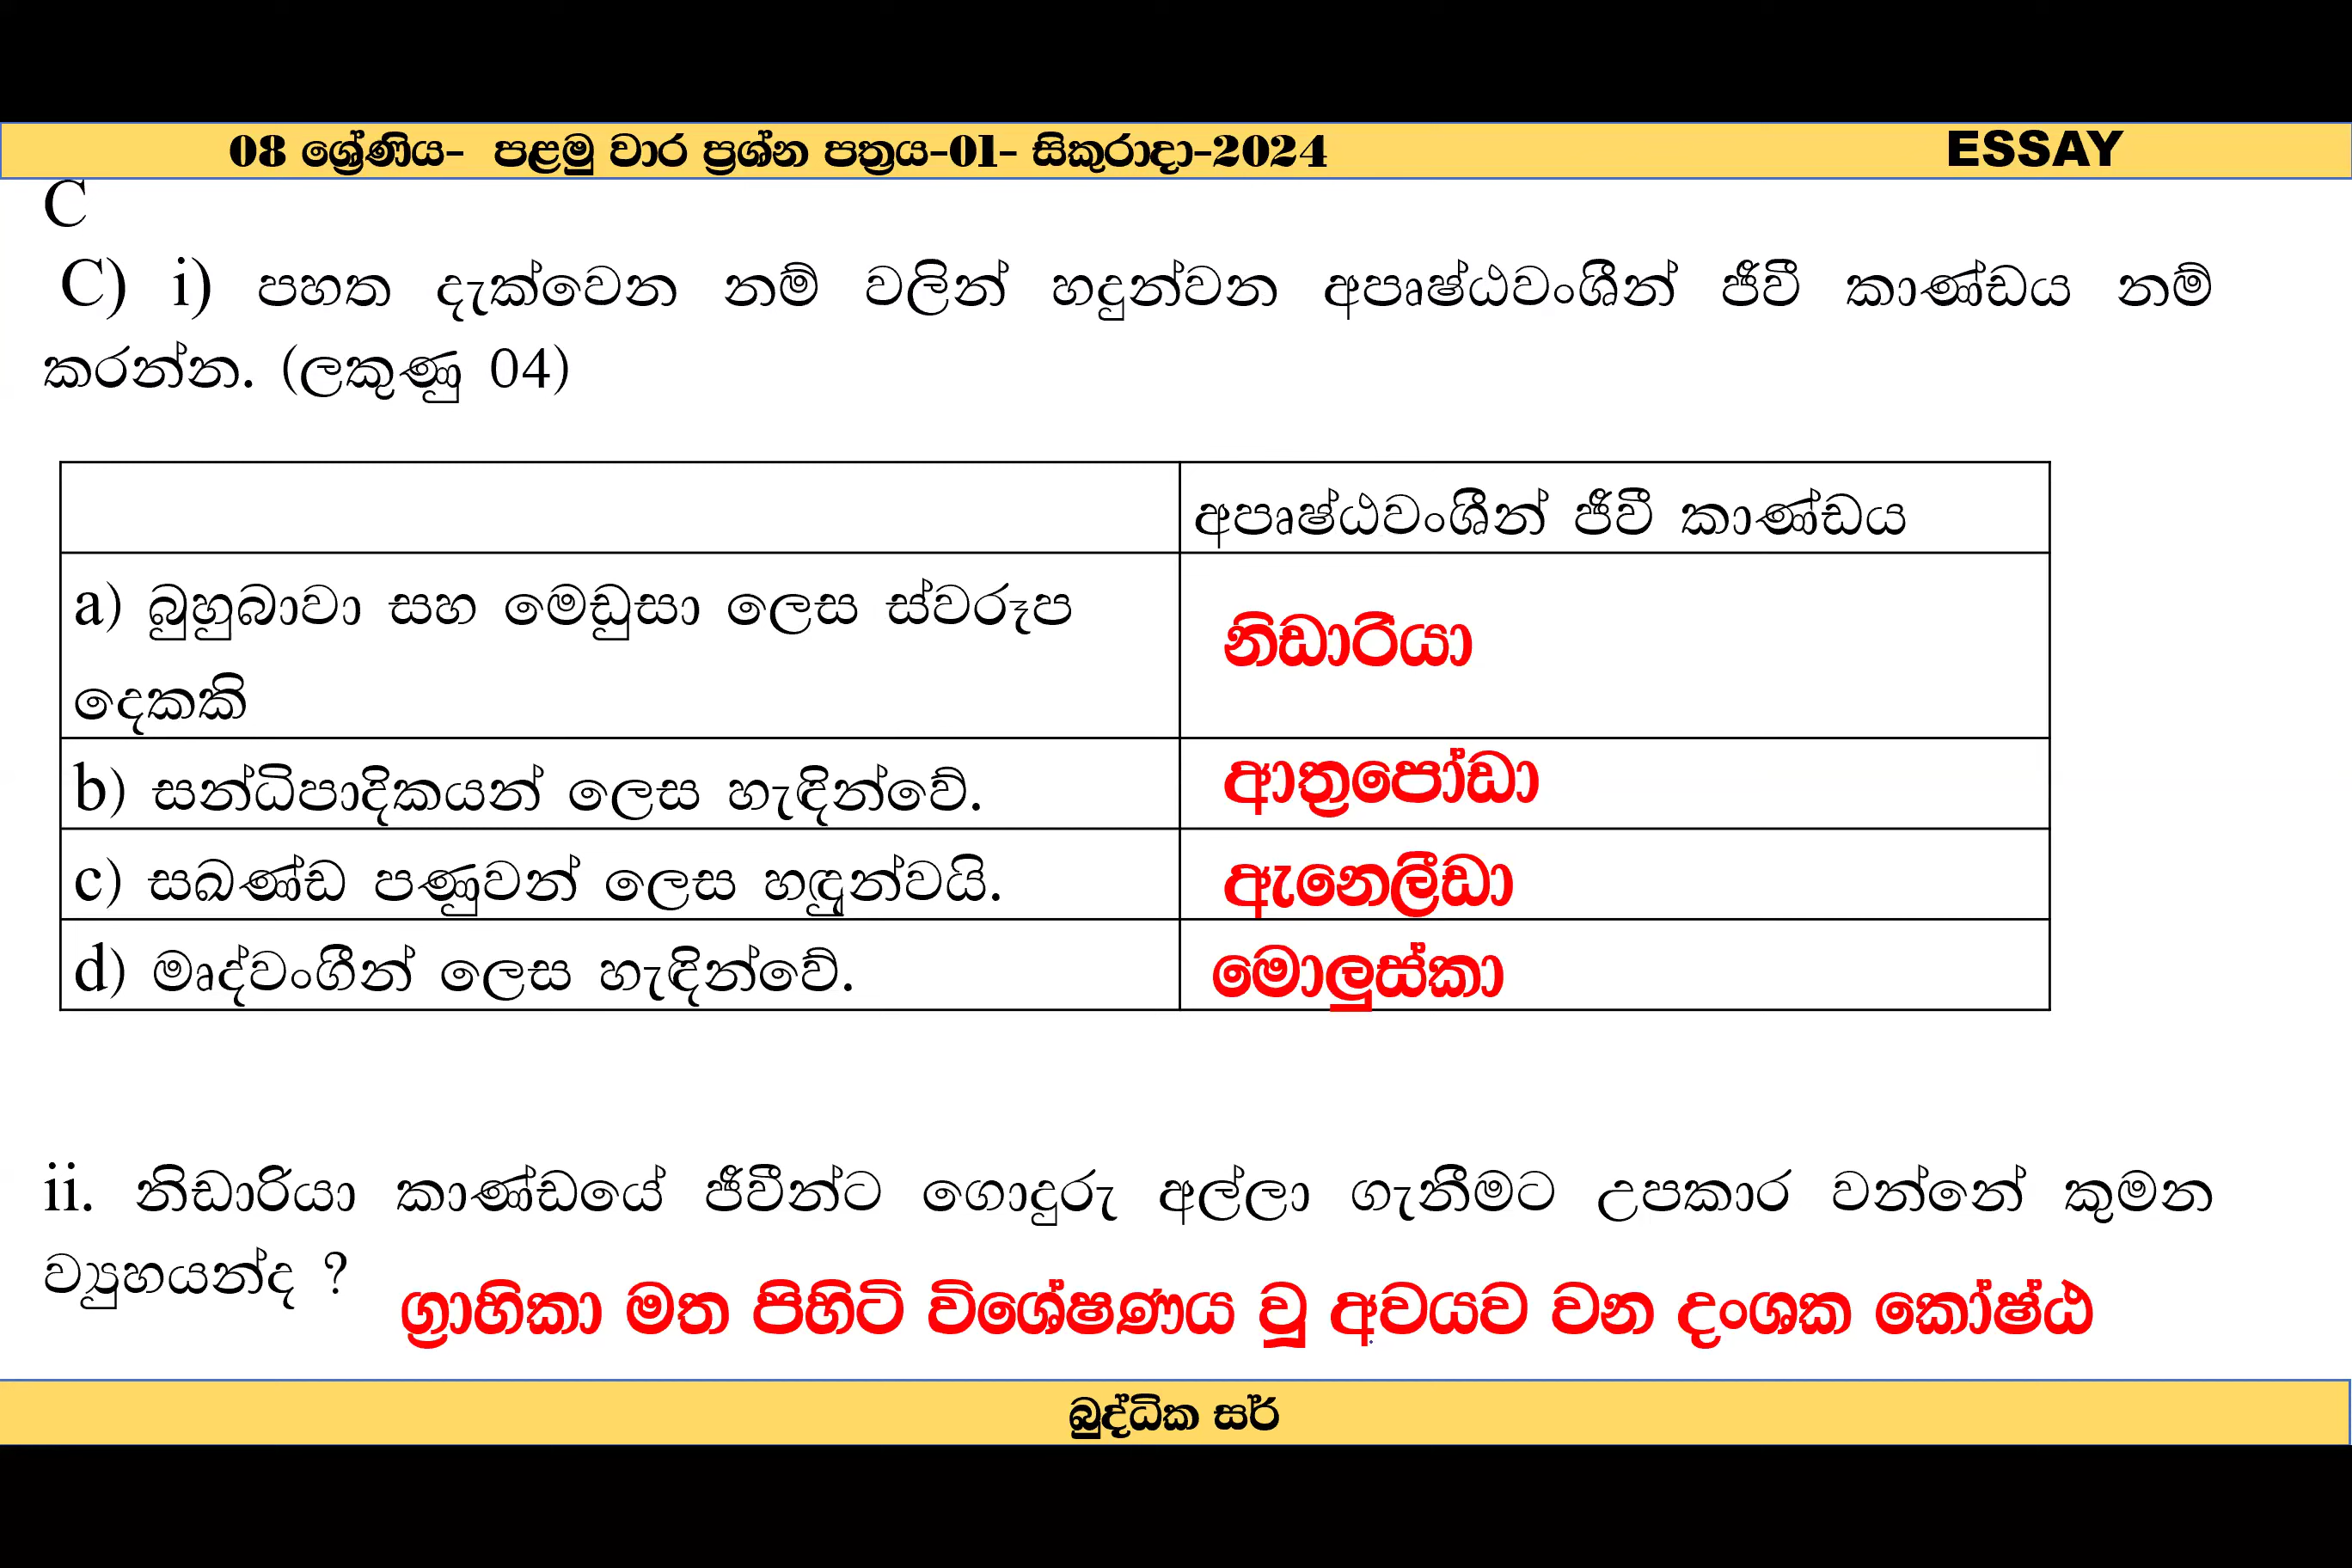 08 ශ්‍රේණිය- පළමු වාර ප්‍රශ්න පත්‍රය-01- සිකුරාදා-2024 ESSAY
C
C) i) පහත දැක්වෙන නම් වලින් හදුන්වන අපෘෂ්ඨවංශීන් ජීවී කාණ්ඩය නම්
කරන්න. (ලකුණු 04)
අපෘෂ්ඨවංශීන් ජීවී කාණ්ඩය
a) බුහුබාවා සහ මෙඩුසා ලෙස ස්වරූප
දෙකකි
නිඩාරියා
b) සන්ධිපාදිකයන් ලෙස හැඳින්වේ.
ආත්‍රපෝඩා
c) සඛණ්ඩ පණුවන් ලෙස හඳුන්වයි.
ඇනෙලීඩා
d) මෘද්වංගීන් ලෙස හැඳින්වේ.
මොලුස්කා
ii. නිඩාරියා කාණ්ඩයේ ජීවීන්ට ගොදුරු අල්ලා ගැනීමට උපකාර වන්නේ කුමන
ව්‍යුහයන්ද ?
ග්‍රාහිකා මත පිහිටි විශේෂණය වූ අවයව වන දංශක කෝෂ්ඨ
බුද්ධික සර්